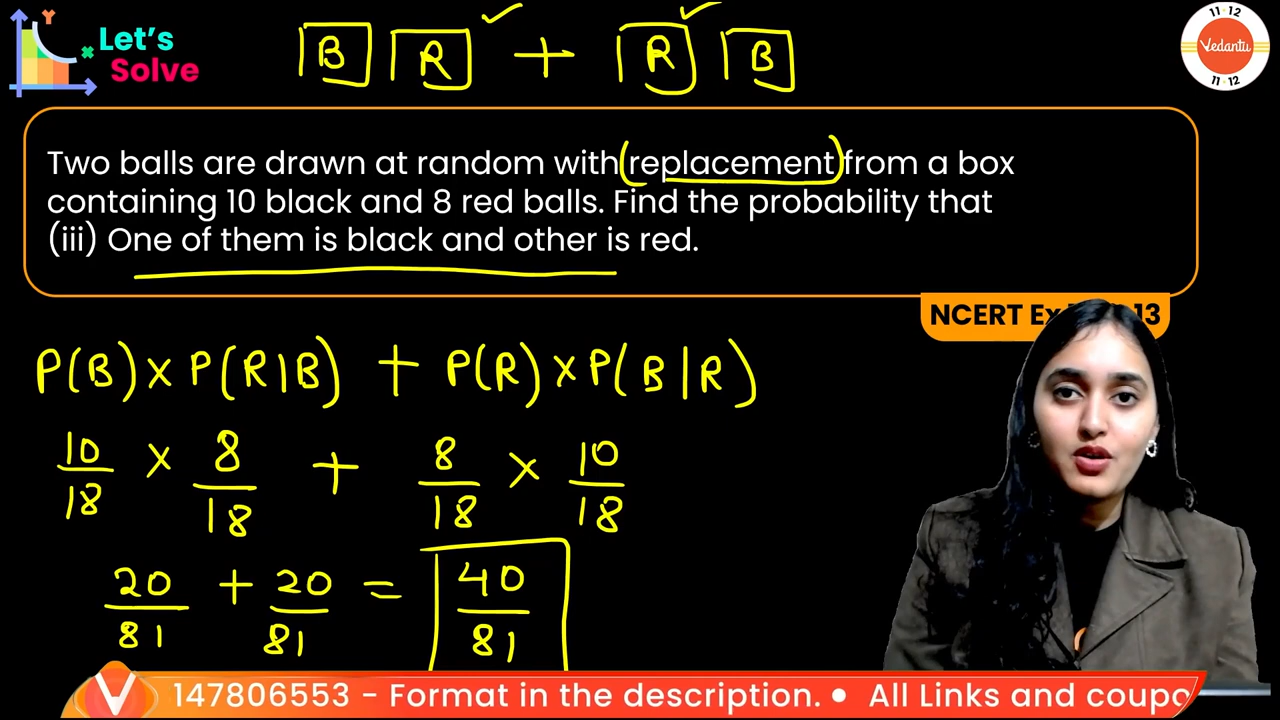 Let's
Solve
Y
X
B R + R B
11·12
Vedantu
11·12
Two balls are drawn at random with (replacement) from a box
containing 10 black and 8 red balls. Find the probability that
(iii) One of them is black and other is red.
NCERT Ex 13
P(B) × P(R|B) + P(R) × P(B|R)
10/18 × 8/18 + 8/18 × 10/18
20/81 + 20/81 = 40/81
V 147806553 - Format in the description. ● All Links and coupo